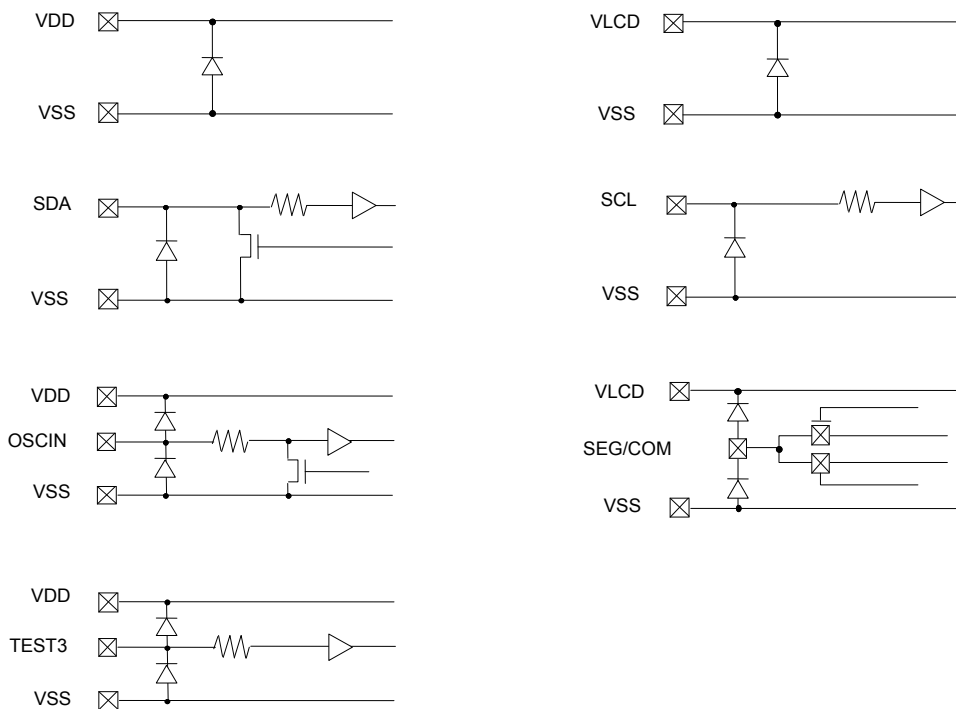 VDD
VSS
SDA
VSS
VDD
OSCIN
VSS
VDD
TEST3
VSS
VLCD
VSS
SCL
VSS
VLCD
SEG/COM
VSS